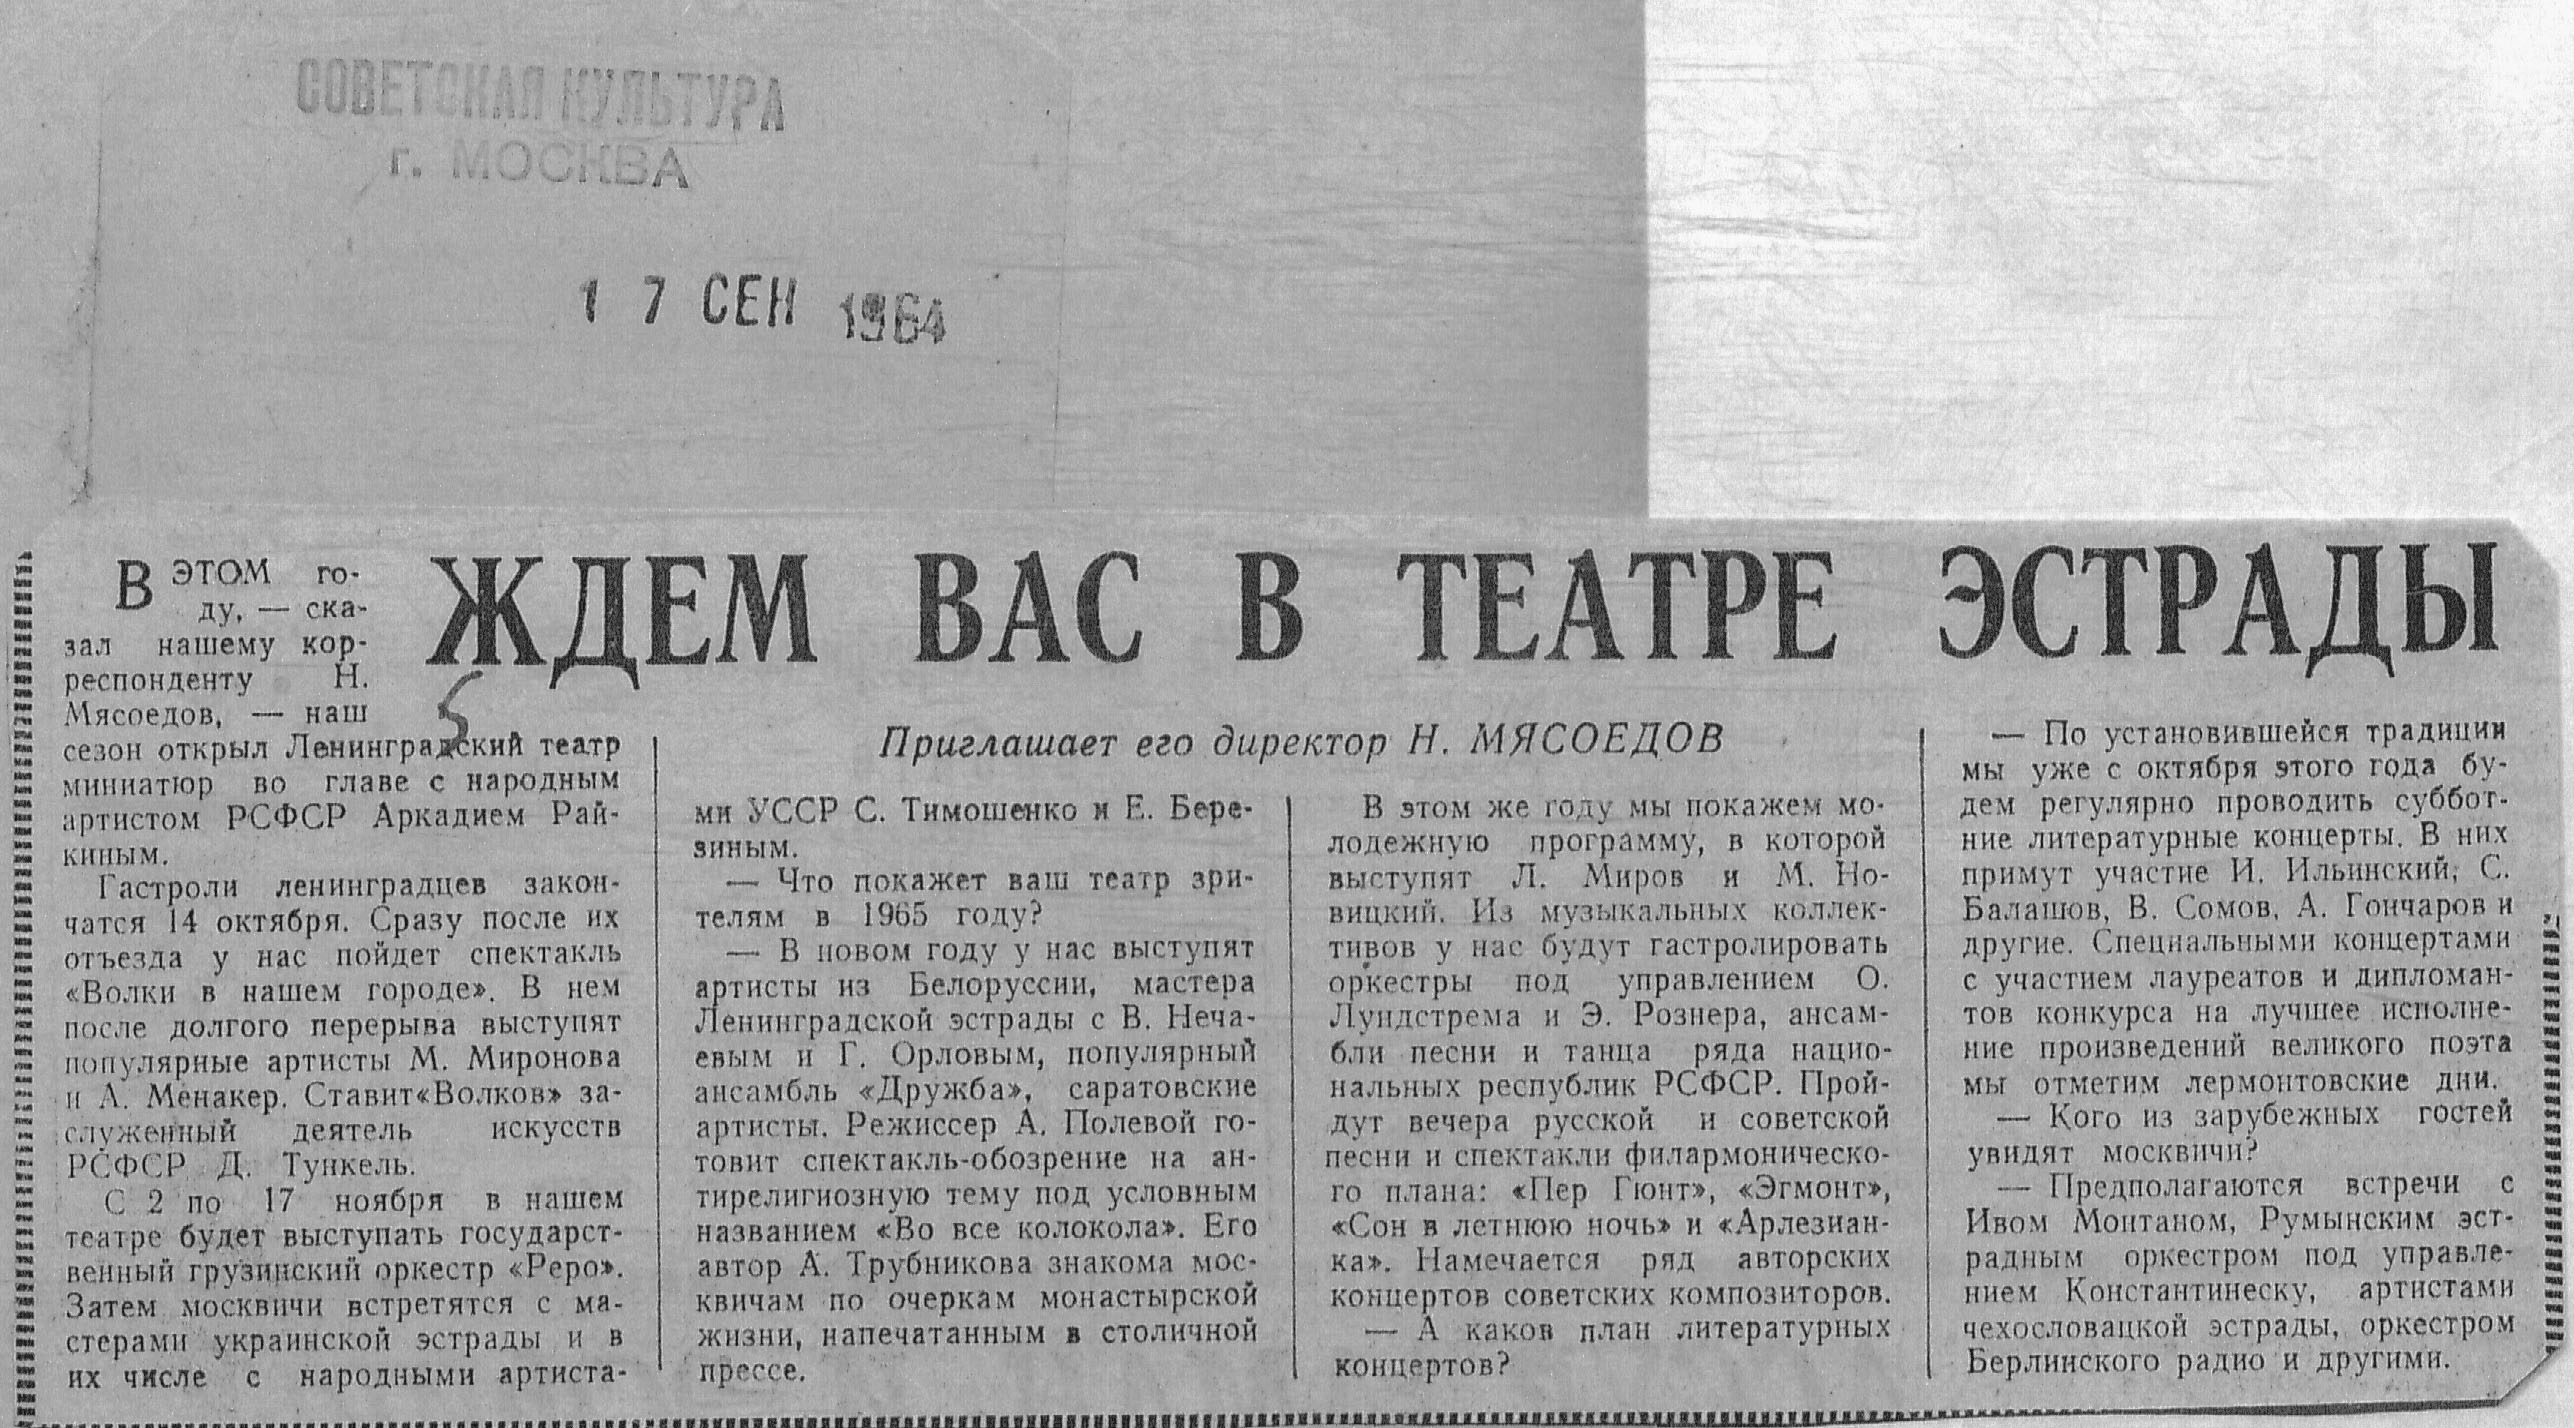 СОВЕТСКАЯ КУЛЬТУРА
г. МОСКВА
17 СЕН 1964
ЖДЕМ ВАС В ТЕАТРЕ ЭСТРАДЫ
5
Приглашает его директор Н. МЯСОЕДОВ
В ЭТОМ го-
ду, — ска-
зал нашему кор-
респонденту Н.
Мясоедов, — наш
сезон открыл Ленинградский театр
миниатюр во главе с народным
артистом РСФСР Аркадием Рай-
киным.
Гастроли ленинградцев закон-
чатся 14 октября. Сразу после их
отъезда у нас пойдет спектакль
«Волки в нашем городе». В нем
после долгого перерыва выступят
популярные артисты М. Миронова
и А. Менакер. Ставит«Волков» за-
служенный деятель искусств
РСФСР Д. Тункель.
С 2 по 17 ноября в нашем
театре будет выступать государст-
венный грузинский оркестр «Реро».
Затем москвичи встретятся с ма-
стерами украинской эстрады и в
их числе с народными артиста-
ми УССР С. Тимошенко и Е. Бере-
зиным.
— Что покажет ваш театр зри-
телям в 1965 году?
— В новом году у нас выступят
артисты из Белоруссии, мастера
Ленинградской эстрады с В. Неча-
евым и Г. Орловым, популярный
ансамбль «Дружба», саратовские
артисты. Режиссер А. Полевой го-
товит спектакль-обозрение на ан-
тирелигиозную тему под условным
названием «Во все колокола». Его
автор А. Трубникова знакома мос-
квичам по очеркам монастырской
жизни, напечатанным в столичной
прессе.
В этом же году мы покажем мо-
лодежную программу, в которой
выступят Л. Миров и М. Но-
вицкий. Из музыкальных коллек-
тивов у нас будут гастролировать
оркестры под управлением О.
Лундстрема и Э. Рознера, ансам-
бли песни и танца ряда нацио-
нальных республик РСФСР. Прой-
дут вечера русской и советской
песни и спектакли филармоническо-
го плана: «Пер Гюнт», «Эгмонт»,
«Сон в летнюю ночь» и «Арлезиан-
ка». Намечается ряд авторских
концертов советских композиторов.
— А каков план литературных
концертов?
— По установившейся традиции
мы уже с октября этого года бу-
дем регулярно проводить суббот-
ние литературные концерты. В них
примут участие И. Ильинский, С.
Балашов, В. Сомов, А. Гончаров и
другие. Специальными концертами
с участием лауреатов и дипломан-
тов конкурса на лучшее исполне-
ние произведений великого поэта
мы отметим лермонтовские дни.
— Кого из зарубежных гостей
увидят москвичи?
— Предполагаются встречи с
Ивом Монтаном, Румынским эст-
радным оркестром под управле-
нием Константинеску, артистами
чехословацкой эстрады, оркестром
Берлинского радио и другими.